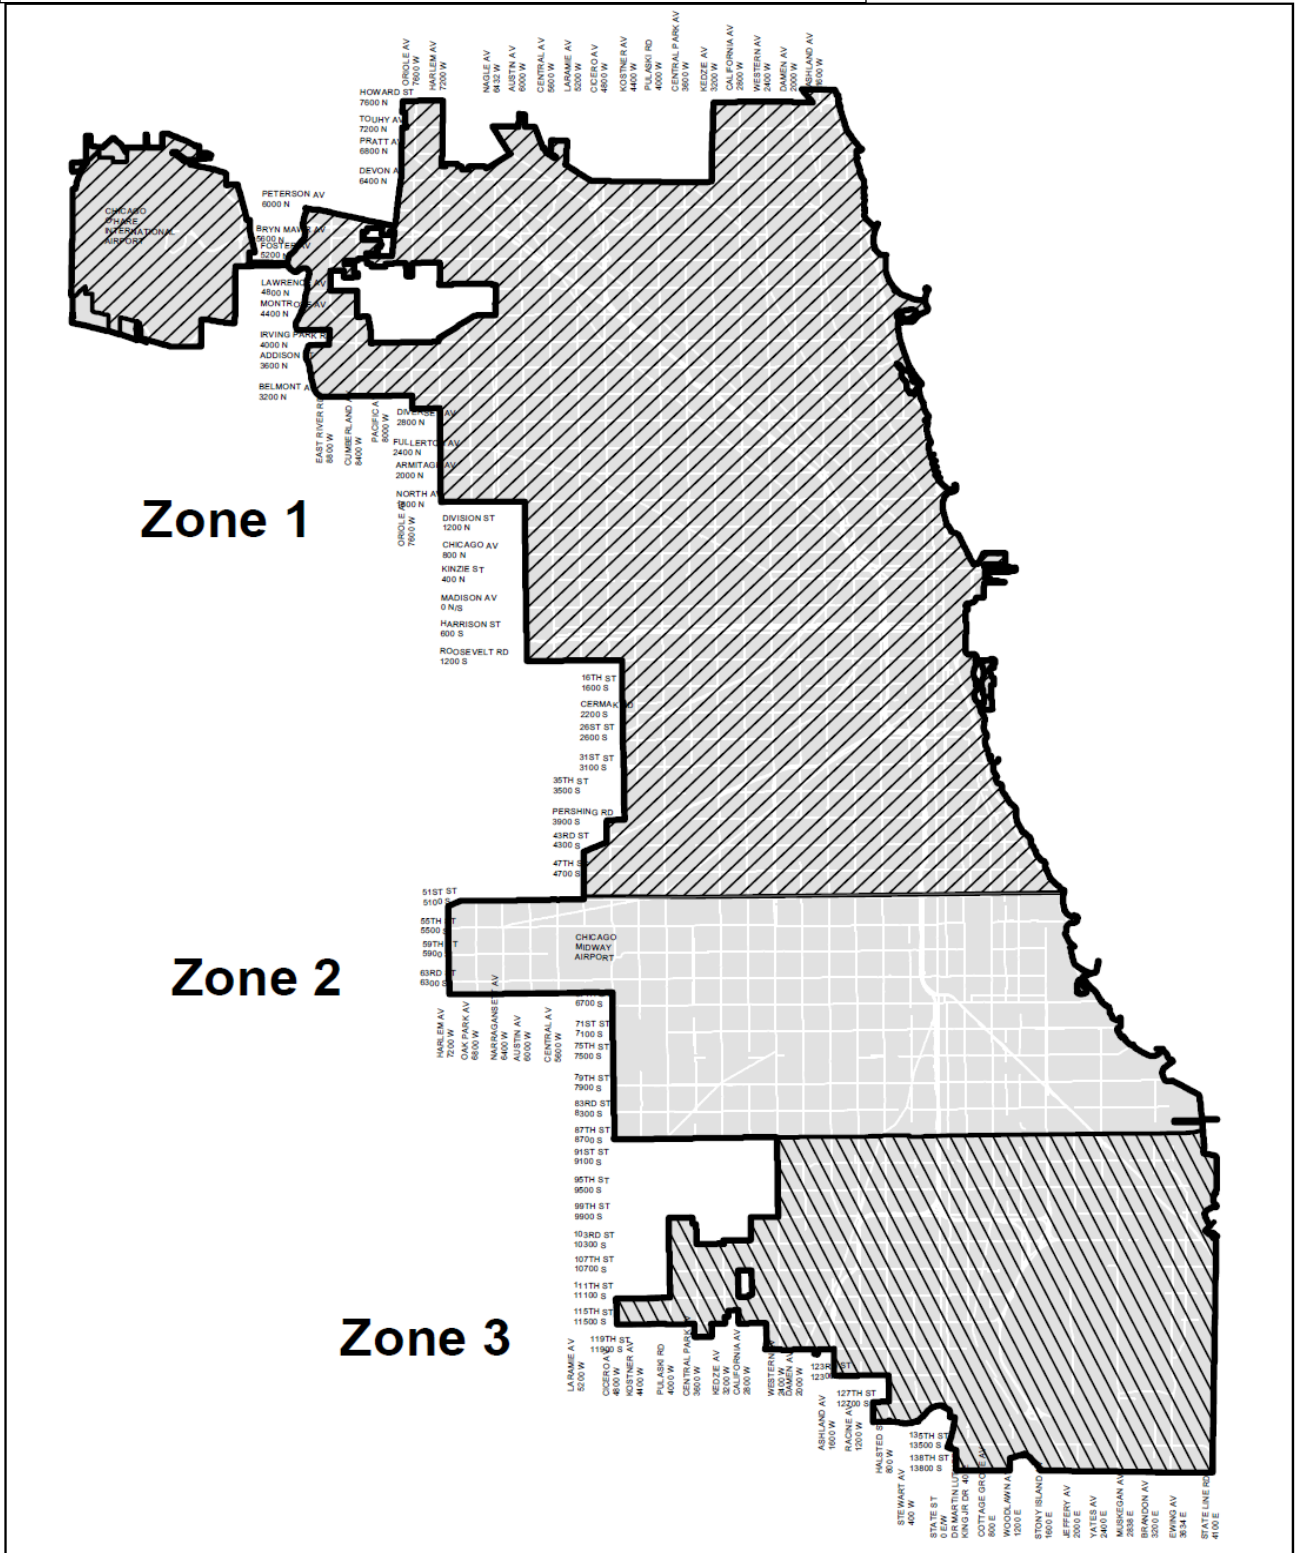 ORIOLE AV
7600 W
HARLEM AV
7200 W
NAGLE AV
6432 W
AUSTIN AV
6000 W
CENTRAL AV
5600 W
LARAMIE AV
5200 W
CICERO AV
4800 W
KOSTNER AV
4400 W
PULASKI RD
4000 W
CENTRAL PARK AV
3600 W
KEDZIE AV
3200 W
CALIFORNIA AV
2800 W
WESTERN AV
2400 W
DAMEN AV
2000 W
ASHLAND AV
1600 W
HOWARD ST
7600 N
TOUHY AV
7200 N
PRATT A
6800 N
DEVON A
6400 N
PETERSON AV
6000 N
BRYN MAWR AV
5600 N
FOSTER AV
5200 N
CHICAGO
O'HARE
INTERNATIONAL
AIRPORT
LAWRENCE AV
4800 N
MONTROSE AV
4400 N
IRVING PARK R
4000 N
ADDISON ST
3600 N
BELMONT A
3200 N
EAST RIVER RD
8800 W
CUMBERLAND A
8400 W
PACIFIC A
8000 W
DIVERSEY AV
2800 N
FULLERTON AV
2400 N
ARMITAGE AV
2000 N
NORTH AV
1600 N
ORIOLE AV
7600 W
Zone 1
DIVISION ST
1200 N
CHICAGO AV
800 N
KINZIE ST
400 N
MADISON AV
0 N/S
HARRISON ST
600 S
ROOSEVELT RD
1200 S
16TH ST
1600 S
CERMAK RD
2200 S
26ST ST
2600 S
31ST ST
3100 S
35TH ST
3500 S
PERSHING RD
3900 S
43RD ST
4300 S
47TH ST
4700 S
51ST ST
5100 S
55TH ST
5500 S
59TH ST
5900
63RD ST
6300 S
CHICAGO
MIDWAY
AIRPORT
Zone 2
HARLEM AV
7200 W
OAK PARK AV
6800 W
NARRAGANSETT AV
6400 W
AUSTIN AV
6000 W
CENTRAL AV
5600 W
6700 S
71ST ST
7100 S
75TH ST
7500 S
79TH ST
7900 S
83RD ST
8300 S
87TH ST
8700 S
91ST ST
9100 S
95TH ST
9500 S
99TH ST
9900 S
103RD ST
10300 S
107TH ST
10700 S
111TH ST
11100 S
115TH ST
11500 S
119TH ST
11900 S
Zone 3
LARAMIE AV
5200 W
CICERO AV
4800 W
KOSTNER AV
4400 W
PULASKI RD
4000 W
CENTRAL PARK
3600 W
KEDZIE AV
3200 W
CALIFORNIA AV
2800 W
WESTERN AV
2400 W
DAMEN AV
2000 W
123RD ST
12300
127TH ST
12700 S
ASHLAND AV
1600 W
RACINE AV
1200 W
HALSTED S
800 W
135TH ST
13500 S
138TH ST
13800 S
STEWART AV
400 W
STATE ST
0 E/W
DR MARTIN LUT
KING JR DR 40
COTTAGE GROVE AV
800 E
WOODLAWN A
1200 E
STONY ISLAND
1600 E
JEFFERY AV
2000 E
YATES AV
2400 E
MUSKEGAN AV
2838 E
BRANDON AV
3200 E
EWING AV
3634 E
STATE LINE RD
4100 E